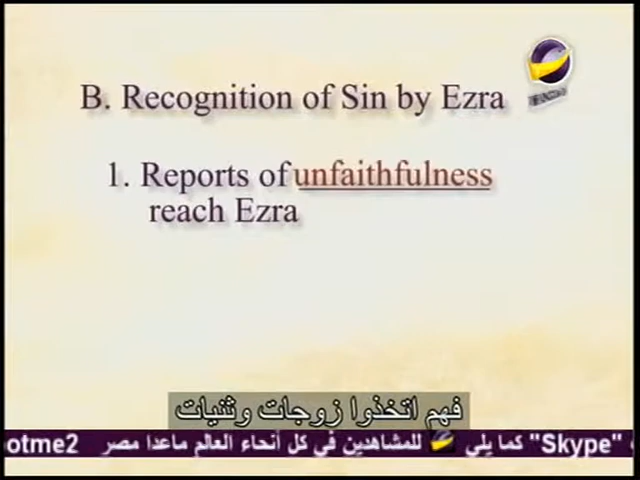 B. Recognition of Sin by Ezra
1. Reports of unfaithfulness
reach Ezra
فهم اتخذوا زوجات وثنيات
"Skype" كما يلي للمشاهدين في كل أنحاء العالم ماعدا مصر ootme2